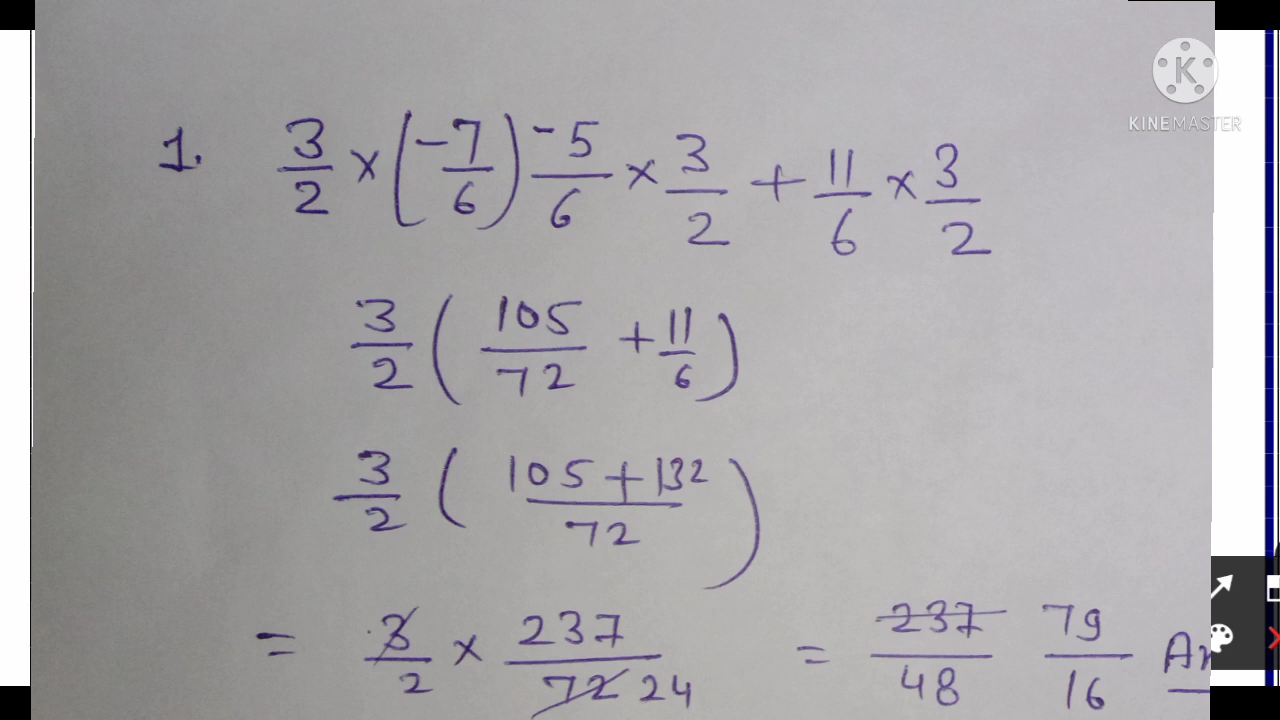 KINEMASTER
1. 3/2 × (-7/6) -5/6 × 3/2 + 11/6 × 3/2
3/2 ( 105/72 + 11/6 )
3/2 ( 105+132/72 )
= 3/2 × 237/72 24 = 237/48 79/16 An